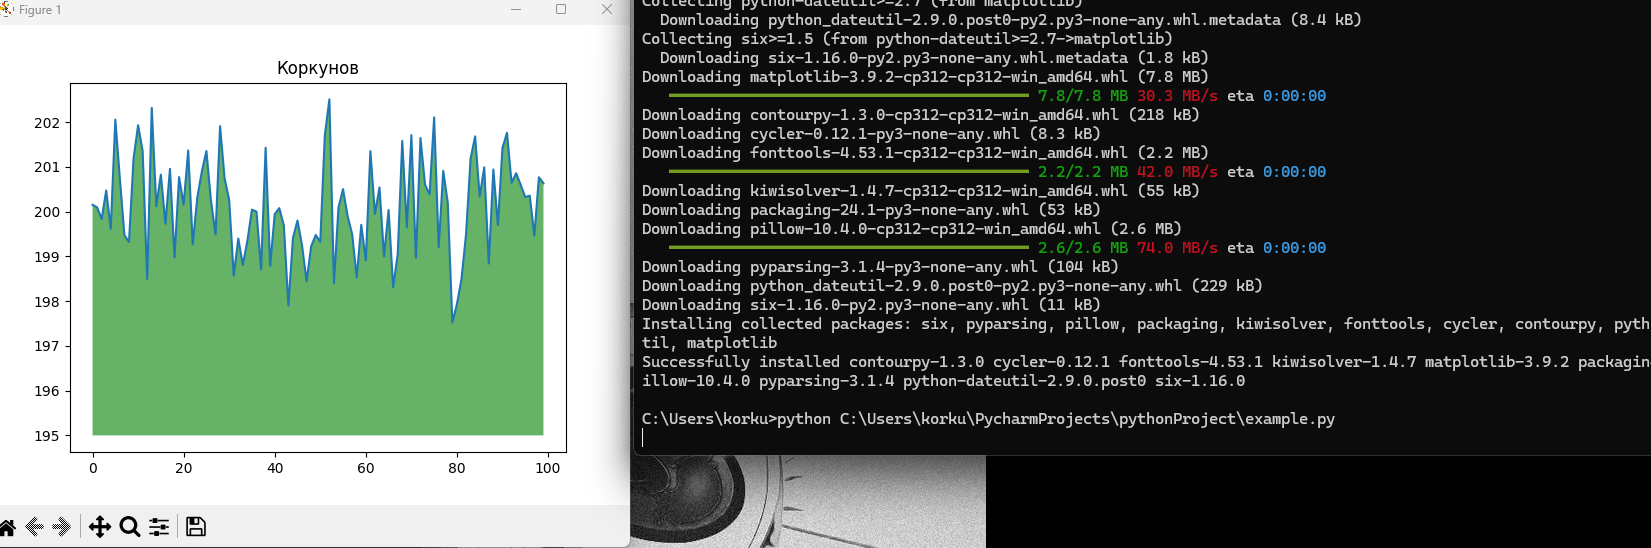 Figure 1
Коркунов
202
201
200
199
198
197
196
195
0 20 40 60 80 100
Collecting python-dateutil>=2.7 (from matplotlib)
Downloading python_dateutil-2.9.0.post0-py2.py3-none-any.whl.metadata (8.4 kB)
Collecting six>=1.5 (from python-dateutil>=2.7->matplotlib)
Downloading six-1.16.0-py2.py3-none-any.whl.metadata (1.8 kB)
Downloading matplotlib-3.9.2-cp312-cp312-win_amd64.whl (7.8 MB)
7.8/7.8 MB 30.3 MB/s eta 0:00:00
Downloading contourpy-1.3.0-cp312-cp312-win_amd64.whl (218 kB)
Downloading cycler-0.12.1-py3-none-any.whl (8.3 kB)
Downloading fonttools-4.53.1-cp312-cp312-win_amd64.whl (2.2 MB)
2.2/2.2 MB 42.0 MB/s eta 0:00:00
Downloading kiwisolver-1.4.7-cp312-cp312-win_amd64.whl (55 kB)
Downloading packaging-24.1-py3-none-any.whl (53 kB)
Downloading pillow-10.4.0-cp312-cp312-win_amd64.whl (2.6 MB)
2.6/2.6 MB 74.0 MB/s eta 0:00:00
Downloading pyparsing-3.1.4-py3-none-any.whl (104 kB)
Downloading python_dateutil-2.9.0.post0-py2.py3-none-any.whl (229 kB)
Downloading six-1.16.0-py2.py3-none-any.whl (11 kB)
Installing collected packages: six, pyparsing, pillow, packaging, kiwisolver, fonttools, cycler, contourpy, pyth
til, matplotlib
Successfully installed contourpy-1.3.0 cycler-0.12.1 fonttools-4.53.1 kiwisolver-1.4.7 matplotlib-3.9.2 packagin
illow-10.4.0 pyparsing-3.1.4 python-dateutil-2.9.0.post0 six-1.16.0
C:\Users\korku>python C:\Users\korku\PycharmProjects\pythonProject\example.py